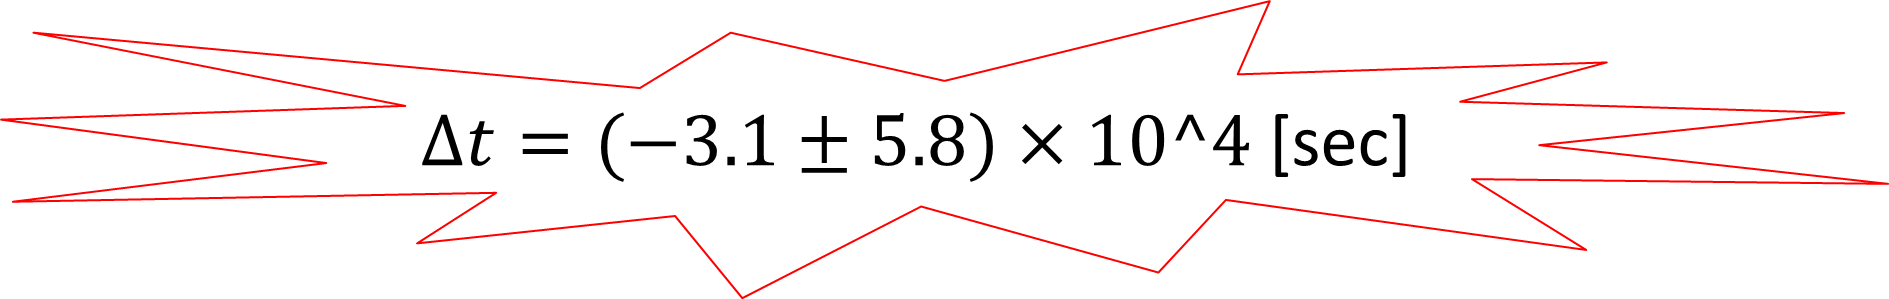 Δt = (−3.1 ± 5.8) × 10^4 [sec]